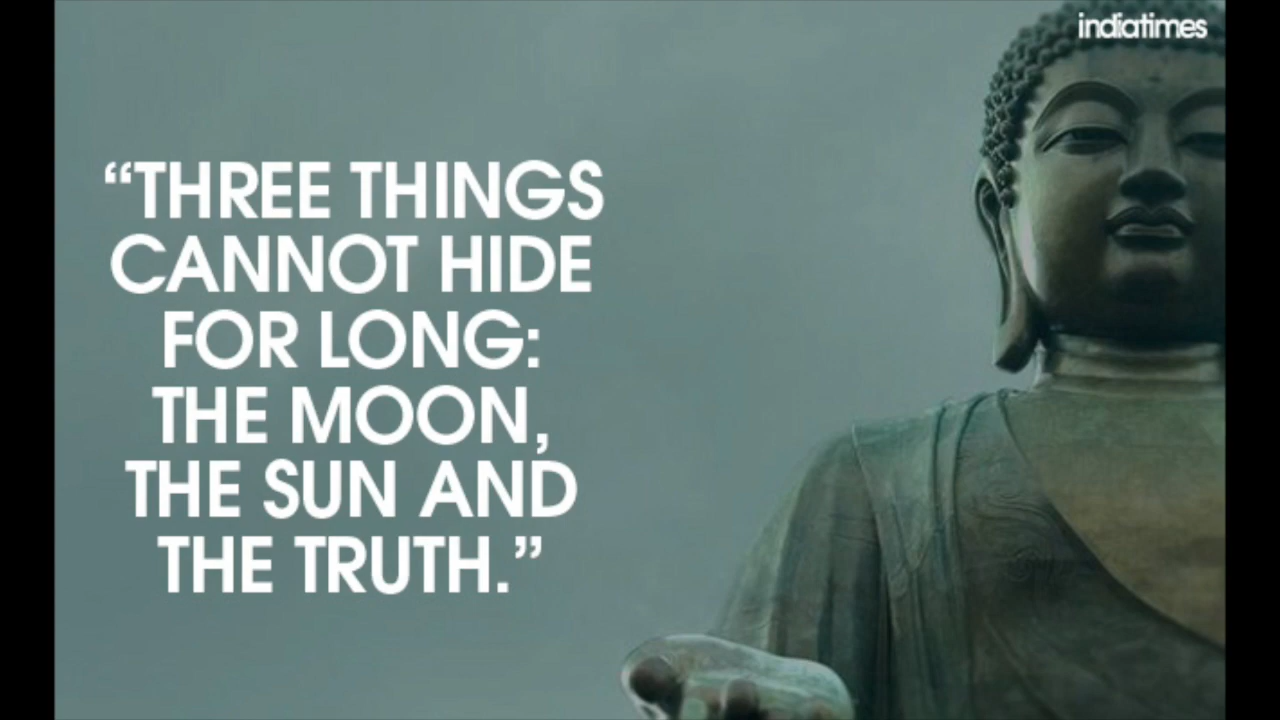 indiatimes
“THREE THINGS
CANNOT HIDE
FOR LONG:
THE MOON,
THE SUN AND
THE TRUTH.”